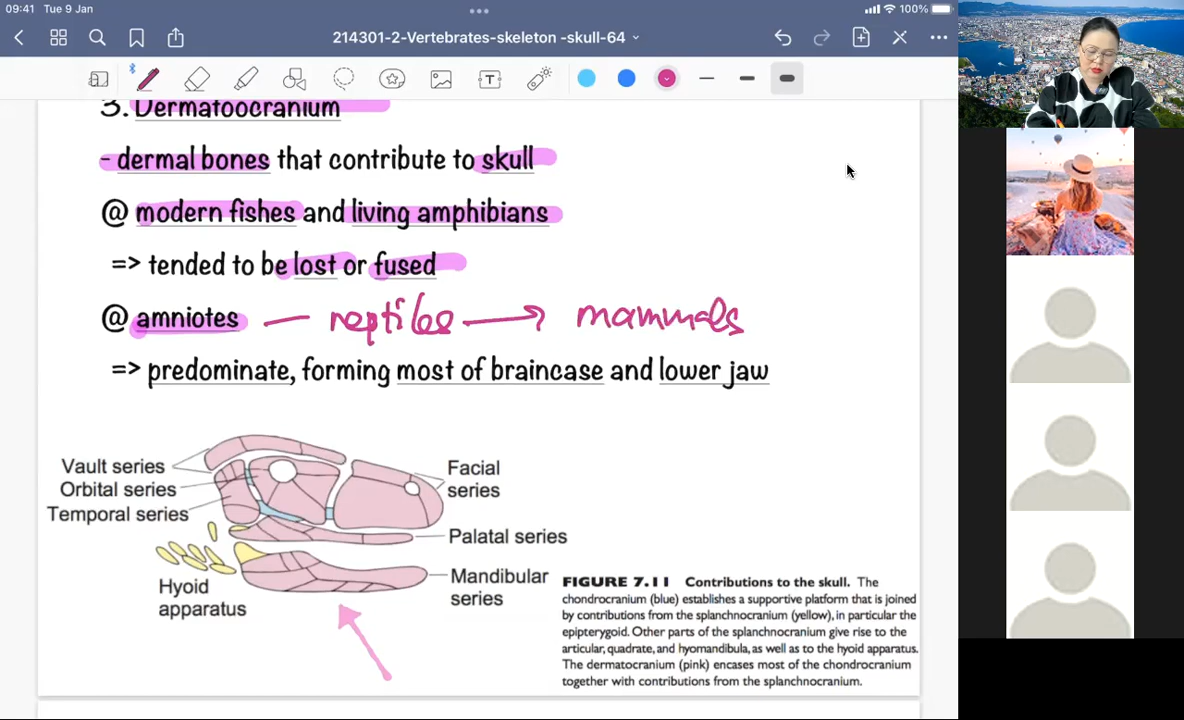 09:41 Tue 9 Jan
100%
214301-2-Vertebrates-skeleton -skull-64
3. Dermatoocranium
- dermal bones that contribute to skull
@ modern fishes and living amphibians
=> tended to be lost or fused
@ amniotes — reptiles → mammals
=> predominate, forming most of braincase and lower jaw
Vault series
Orbital series
Temporal series
Hyoid
apparatus
Facial
series
Palatal series
Mandibular
series
FIGURE 7.11 Contributions to the skull. The
chondrocranium (blue) establishes a supportive platform that is joined
by contributions from the splanchnocranium (yellow), in particular the
epipterygoid. Other parts of the splanchnocranium give rise to the
articular, quadrate, and hyomandibula, as well as to the hyoid apparatus.
The dermatocranium (pink) encases most of the chondrocranium
together with contributions from the splanchnocranium.